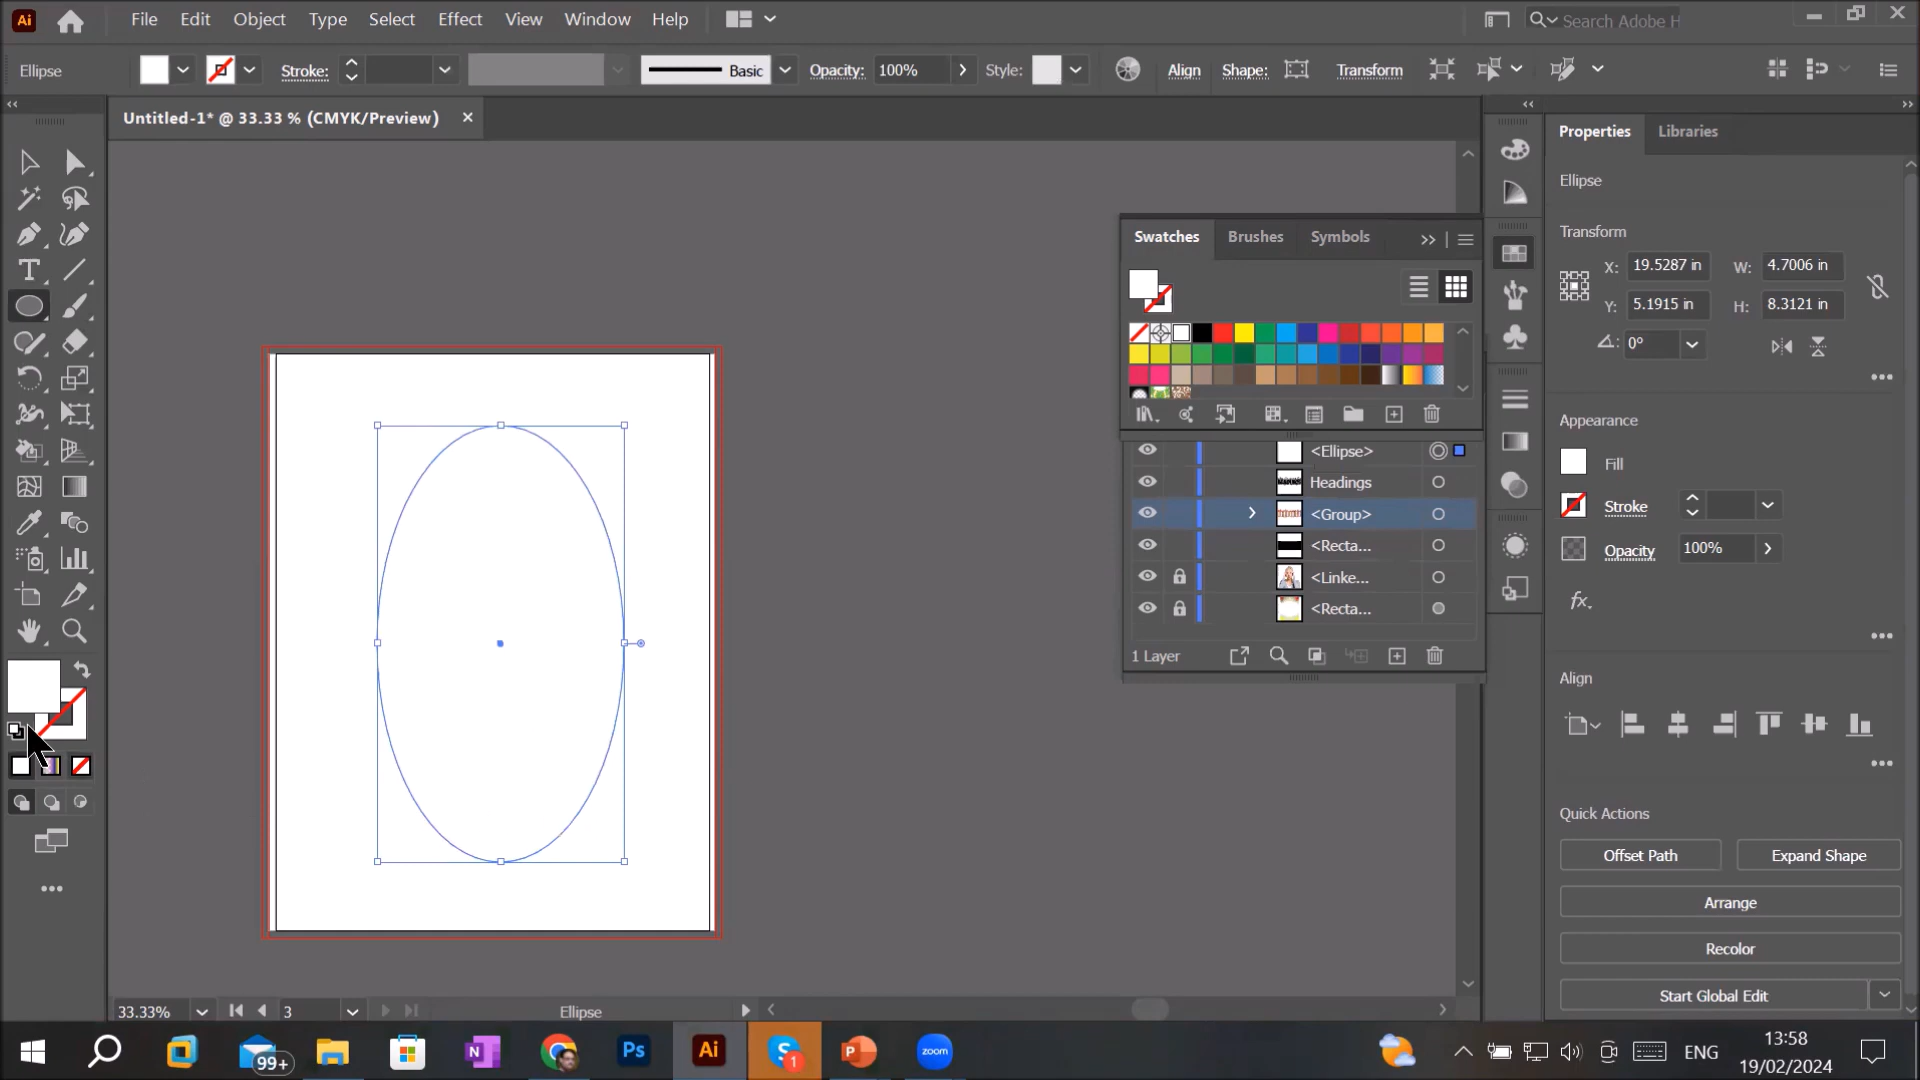 Ai File Edit Object Type Select Effect View Window Help Search Adobe H
Ellipse Stroke: Basic Opacity: 100% Style: Align Shape: Transform
Untitled-1* @ 33.33 % (CMYK/Preview) ×
Properties Libraries
Ellipse
Transform
X: 19.5287 in W: 4.7006 in
Y: 5.1915 in H: 8.3121 in
0°
Appearance
Fill
Stroke
Opacity 100%
fx
Align
Quick Actions
Offset Path Expand Shape
Arrange
Recolor
Start Global Edit
Swatches Brushes Symbols
<Ellipse>
Headings
<Group>
<Recta...
<Linke...
<Recta...
1 Layer
33.33% 3 Ellipse
99+ N Ps Ai S 1 P zoom ENG 13:58
19/02/2024